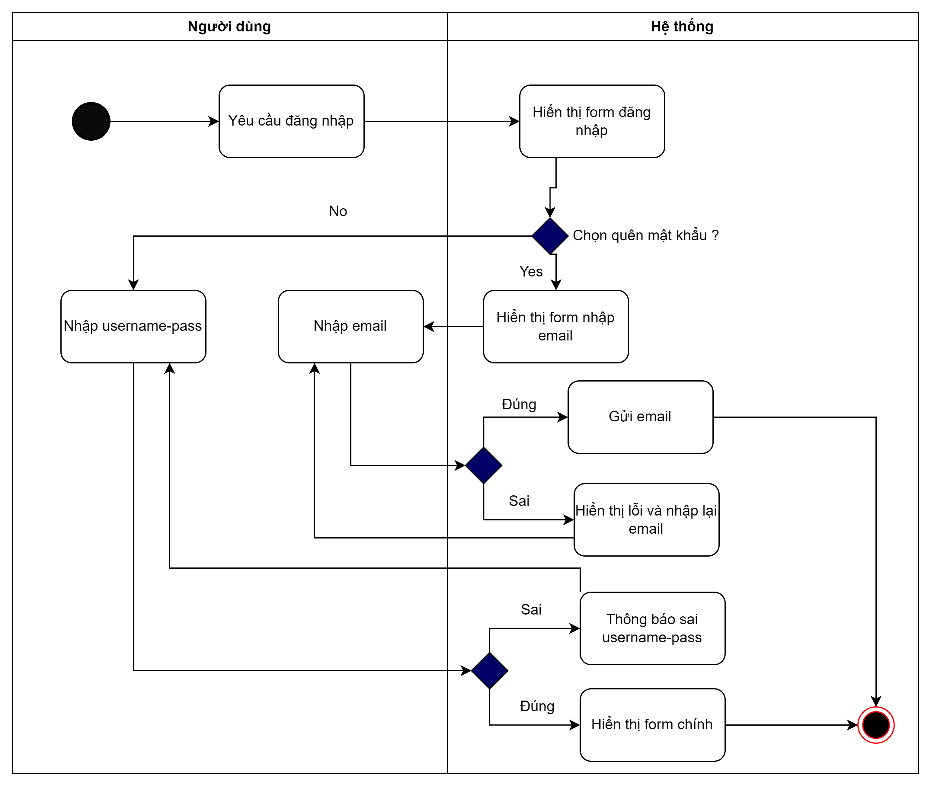 Người dùng
Hệ thống
Yêu cầu đăng nhập
Hiển thị form đăng
nhập
No
Chọn quên mật khẩu ?
Yes
Nhập username-pass
Nhập email
Hiển thị form nhập
email
Đúng
Gửi email
Sai
Hiển thị lỗi và nhập lại
email
Sai
Thông báo sai
username-pass
Đúng
Hiển thị form chính